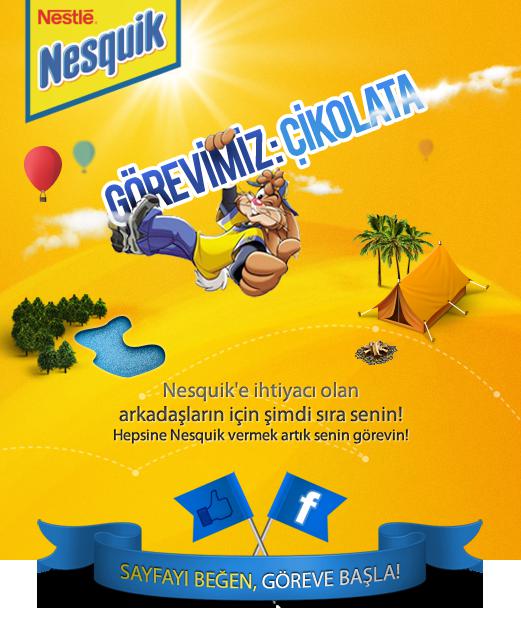 Nestlé
Nesquik
GÖREVİMİZ: ÇİKOLATA
Nesquik'e ihtiyacı olan
arkadaşların için şimdi sıra senin!
Hepsine Nesquik vermek artık senin görevin!
f
SAYFAYI BEĞEN, GÖREVE BAŞLA!